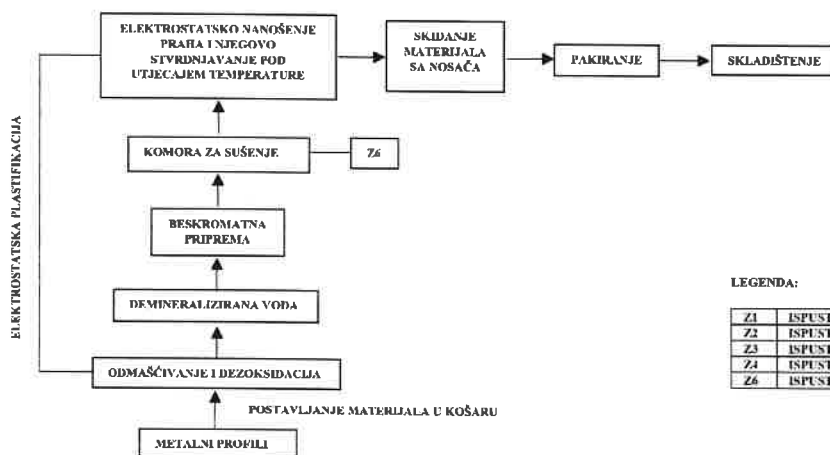 ELEKTROSTATSKO NANOŠENJE
PRAHA I NJEGOVO
STVRDNJAVANJE POD
UTJECAJEM TEMPERATURE
SKIDANJE
MATERIJALA
SA NOSAČA
PAKIRANJE
SKLADIŠTENJE
ELEKTROSTATSKA PLASTIFIKACIJA
KOMORA ZA SUŠENJE
Z6
BESKROMATNA
PRIPREMA
DEMINERALIZIRANA VODA
ODMAŠĆIVANJE I DEZOKSIDACIJA
POSTAVLJANJE MATERIJALA U KOŠARU
METALNI PROFILI
LEGENDA:
Z1 ISPUST
Z2 ISPUST
Z3 ISPUST
Z4 ISPUST
Z6 ISPUST